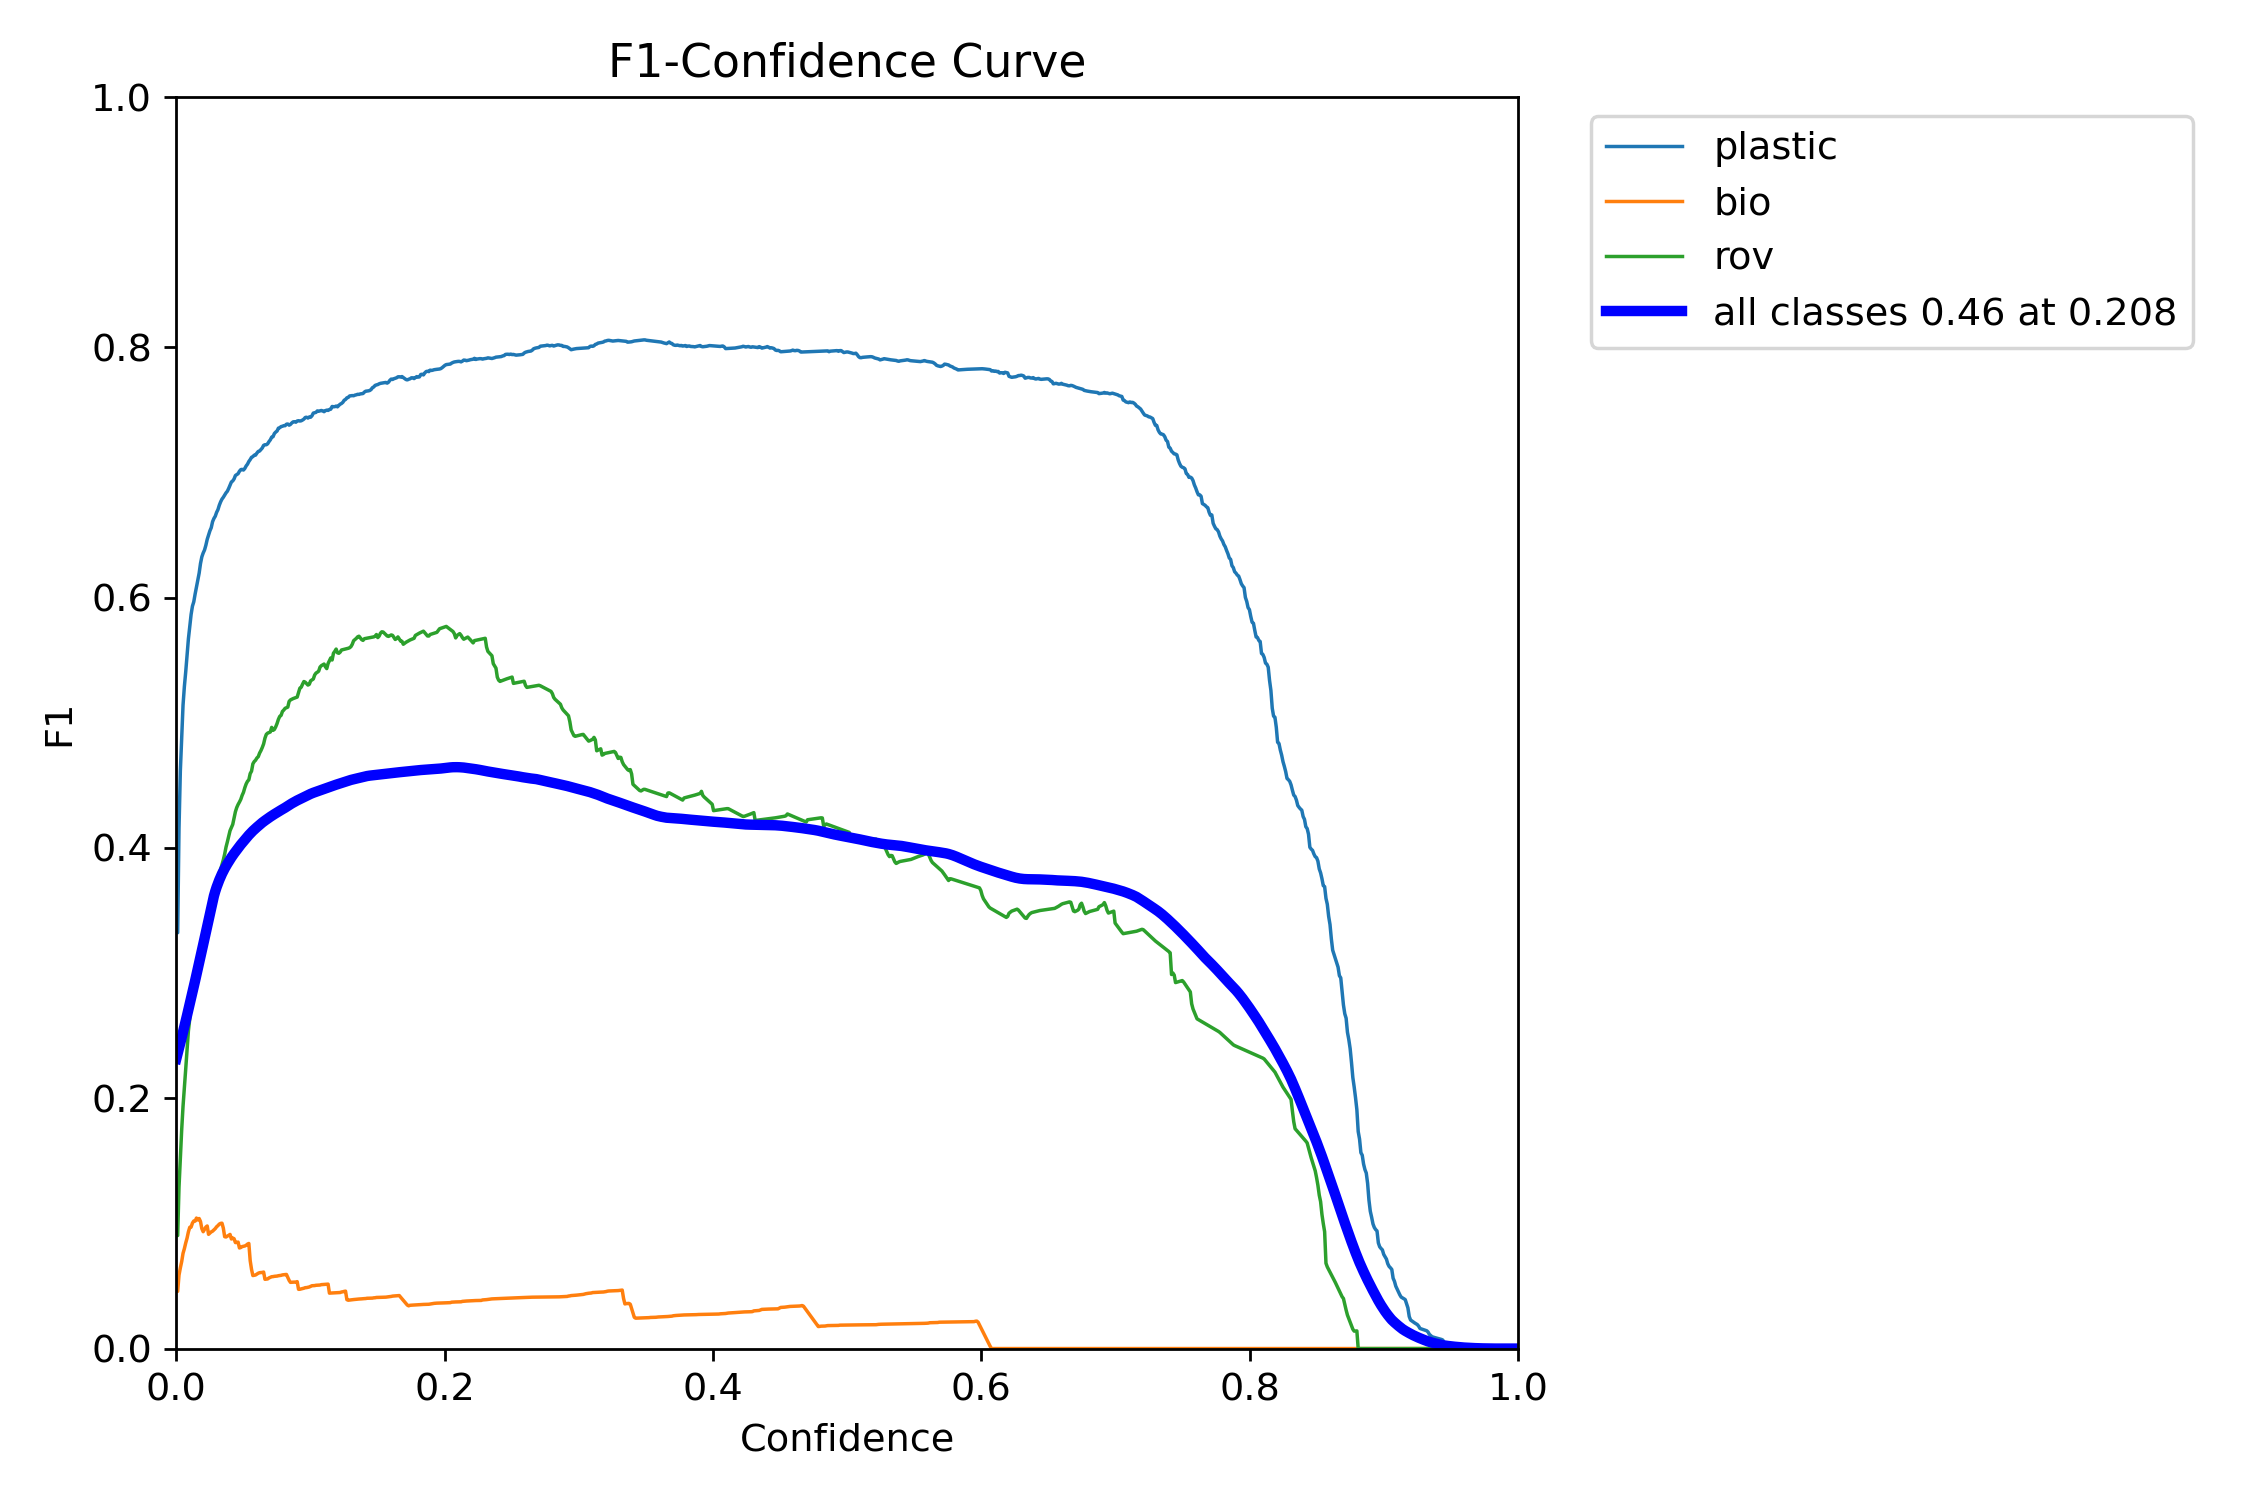 F1-Confidence Curve
1.0
0.8
0.6
0.4
0.2
0.0
F1
0.0 0.2 0.4 0.6 0.8 1.0
Confidence
plastic
bio
rov
all classes 0.46 at 0.208